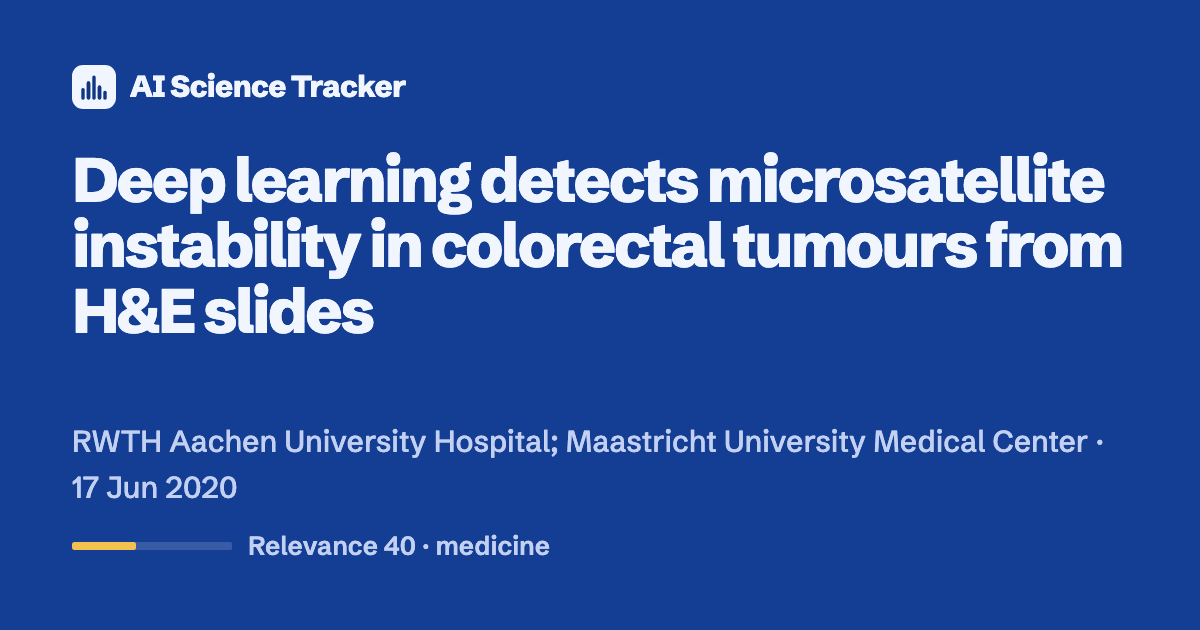 AI Science Tracker
Deep learning detects microsatellite
instability in colorectal tumours from
H&E slides
RWTH Aachen University Hospital; Maastricht University Medical Center ·
17 Jun 2020
Relevance 40 · medicine